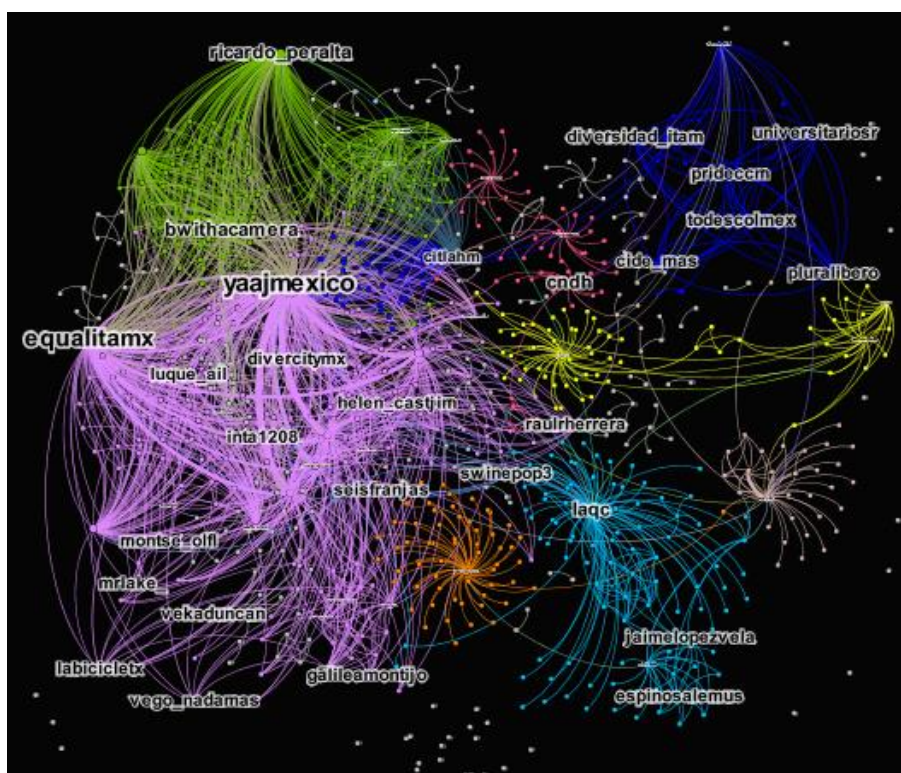 ricardo_peralta
diversidad_itam
universitariosr
prideccm
bwithacamera
todescolmex
citlahm
cide_mas
pluralibero
yaajmexico
cndh
equalitamx
divercitymx
luque_ail
helen_castjim
raulrherrera
inta1208
swinepop3
seisfranjas
laqc
montse_olfl
mrlake_
vekaduncan
jaimelopezvela
labicicletx
galileamontijo
vego_nadamas
espinosalemus